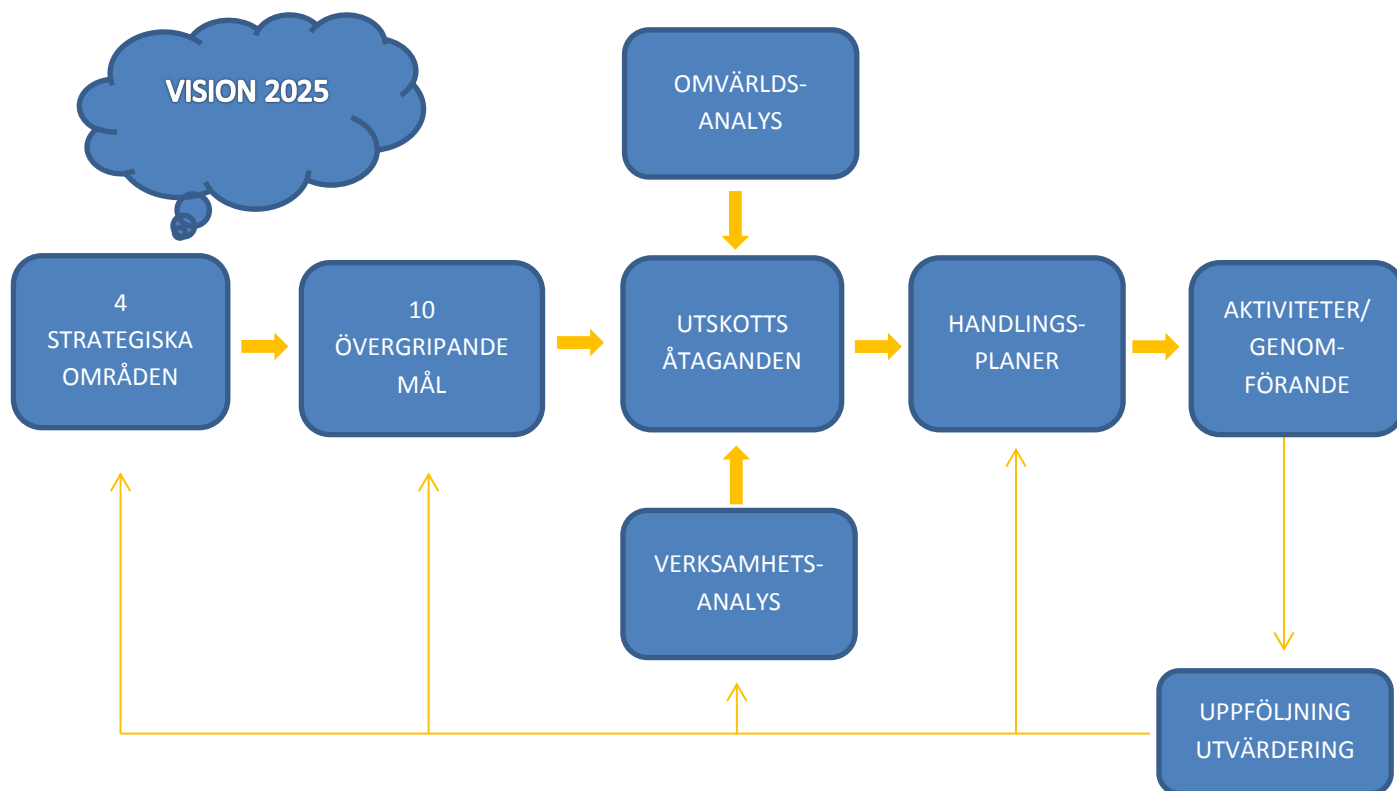 VISION 2025
OMVÄRLDS-
ANALYS
4
STRATEGISKA
OMRÅDEN
10
ÖVERGRIPANDE
MÅL
UTSKOTTS
ÅTAGANDEN
HANDLINGS-
PLANER
AKTIVITETER/
GENOM-
FÖRANDE
VERKSAMHETS-
ANALYS
UPPFÖLJNING
UTVÄRDERING